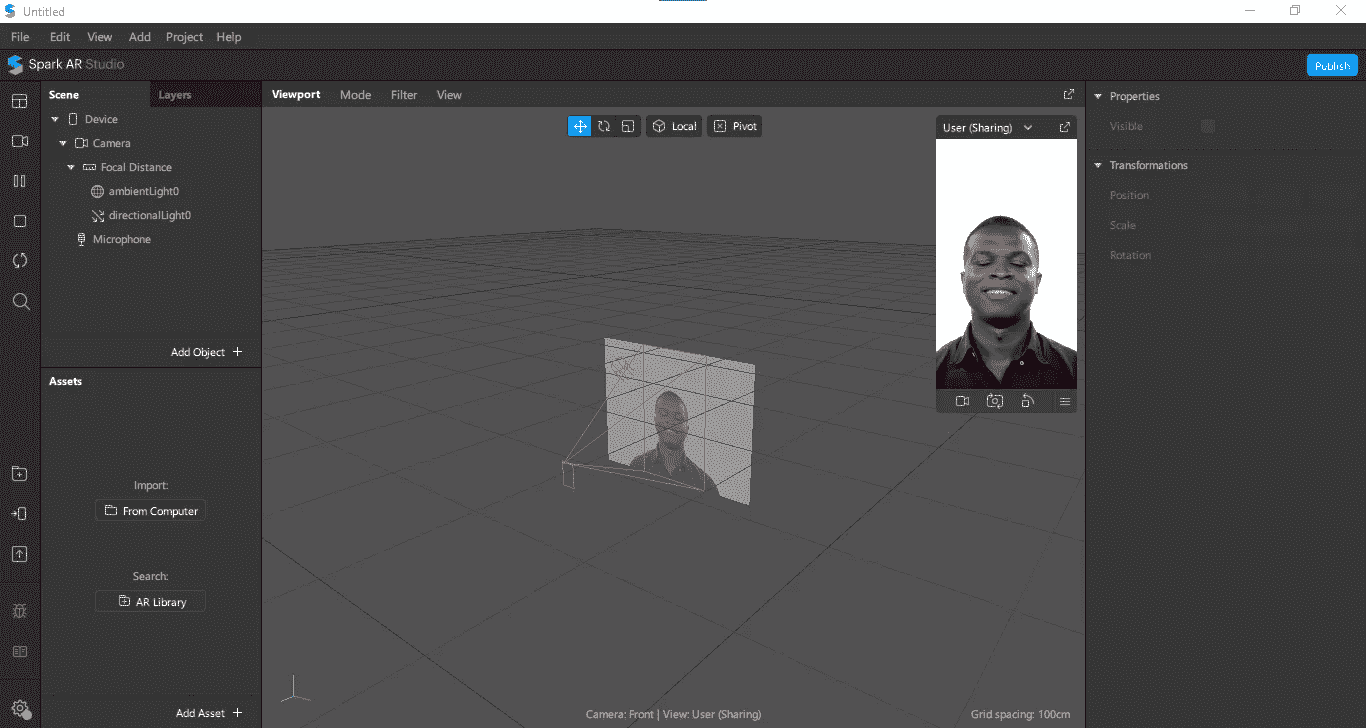 Untitled
File Edit View Add Project Help
Spark AR Studio
Publish
Scene Layers
Device
Camera
Focal Distance
ambientLight0
directionalLight0
Microphone
Add Object +
Assets
Import:
From Computer
Search:
AR Library
Add Asset +
Viewport Mode Filter View
Local Pivot
User (Sharing)
Camera: Front | View: User (Sharing)
Grid spacing: 100cm
Properties
Visible
Transformations
Position
Scale
Rotation